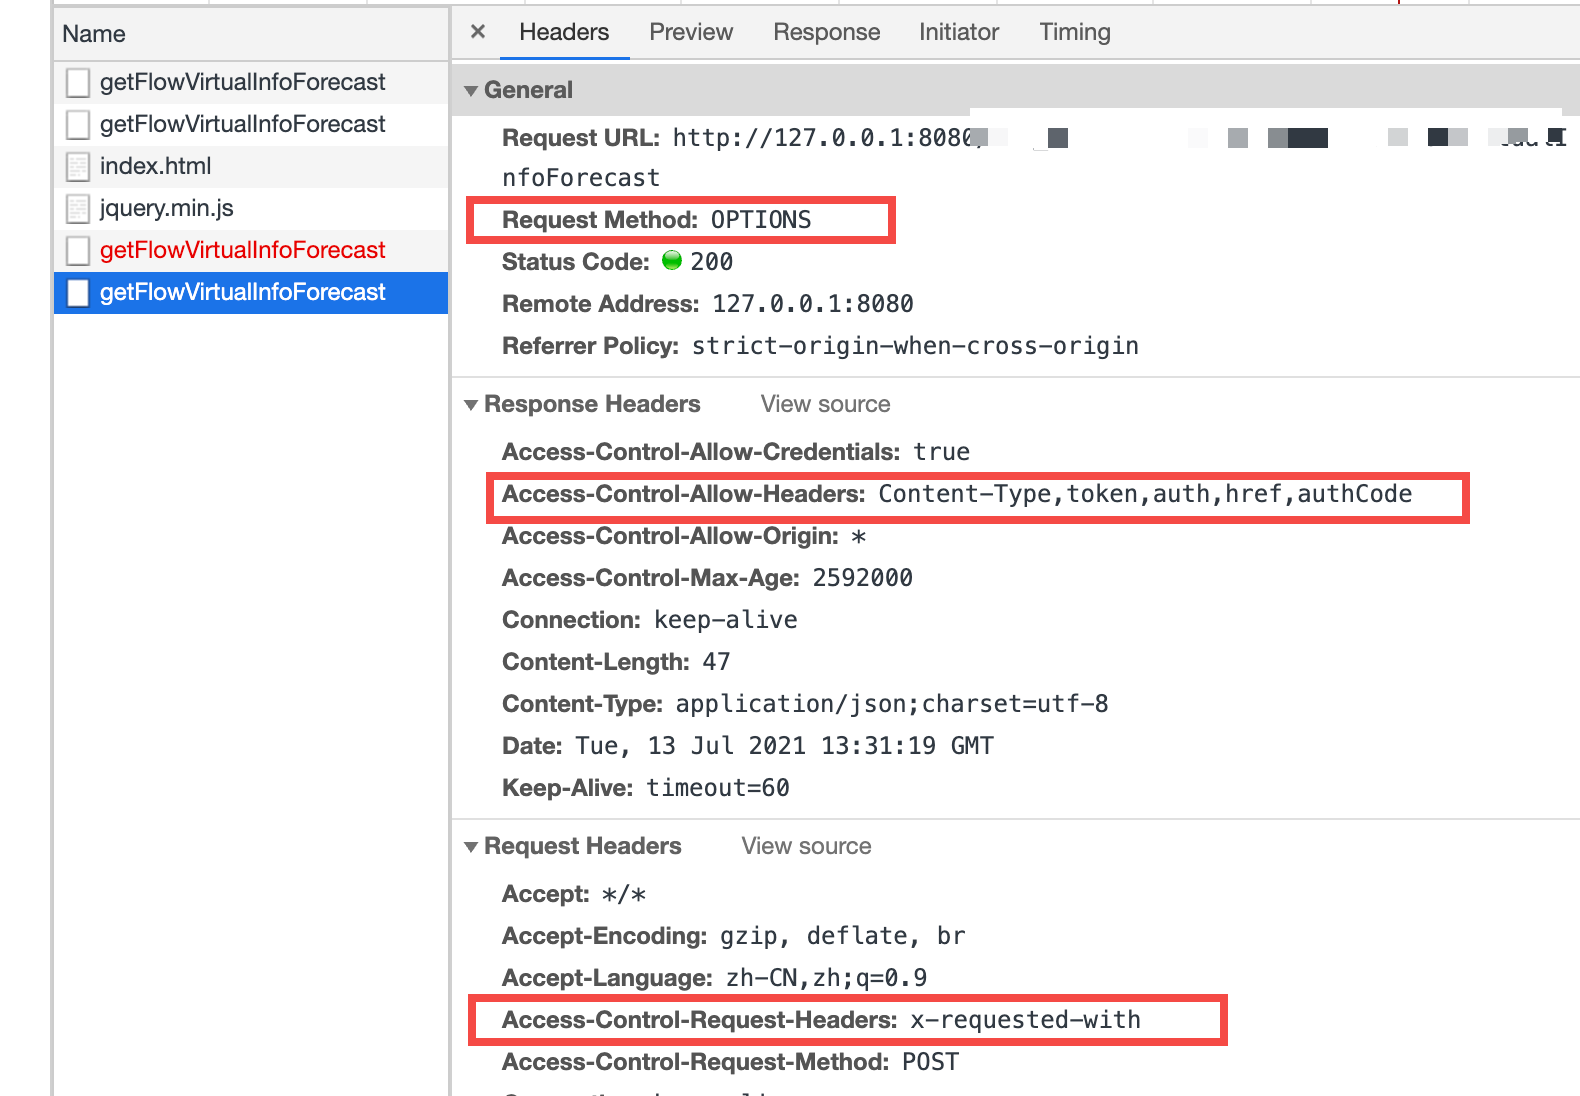 Name
getFlowVirtualInfoForecast
getFlowVirtualInfoForecast
index.html
jquery.min.js
getFlowVirtualInfoForecast
getFlowVirtualInfoForecast
× Headers Preview Response Initiator Timing
General
Request URL: http://127.0.0.1:8080/
nfoForecast
Request Method: OPTIONS
Status Code: 200
Remote Address: 127.0.0.1:8080
Referrer Policy: strict-origin-when-cross-origin
Response Headers View source
Access-Control-Allow-Credentials: true
Access-Control-Allow-Headers: Content-Type,token,auth,href,authCode
Access-Control-Allow-Origin: *
Access-Control-Max-Age: 2592000
Connection: keep-alive
Content-Length: 47
Content-Type: application/json;charset=utf-8
Date: Tue, 13 Jul 2021 13:31:19 GMT
Keep-Alive: timeout=60
Request Headers View source
Accept: */*
Accept-Encoding: gzip, deflate, br
Accept-Language: zh-CN,zh;q=0.9
Access-Control-Request-Headers: x-requested-with
Access-Control-Request-Method: POST